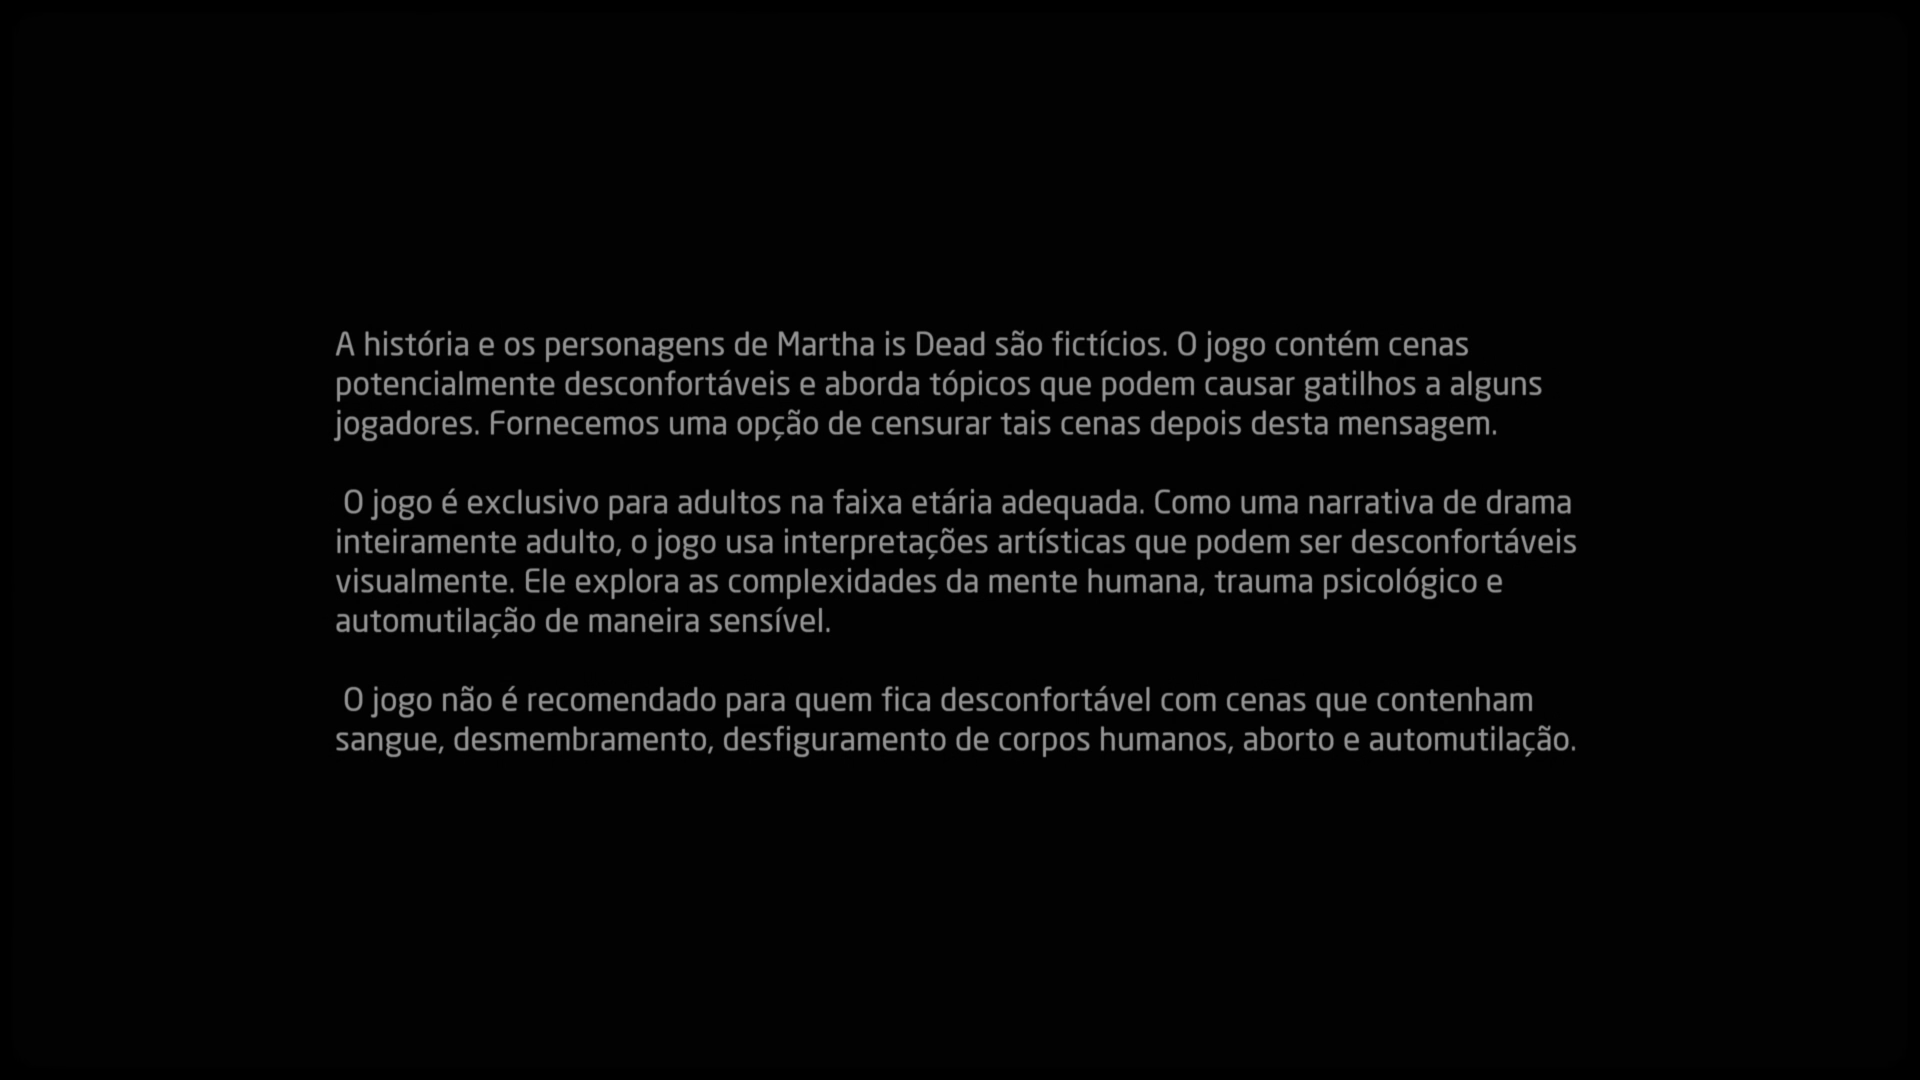 A história e os personagens de Martha is Dead são fictícios. O jogo contém cenas
potencialmente desconfortáveis e aborda tópicos que podem causar gatilhos a alguns
jogadores. Fornecemos uma opção de censurar tais cenas depois desta mensagem.
O jogo é exclusivo para adultos na faixa etária adequada. Como uma narrativa de drama
inteiramente adulto, o jogo usa interpretações artísticas que podem ser desconfortáveis
visualmente. Ele explora as complexidades da mente humana, trauma psicológico e
automutilação de maneira sensível.
O jogo não é recomendado para quem fica desconfortável com cenas que contenham
sangue, desmembramento, desfiguramento de corpos humanos, aborto e automutilação.